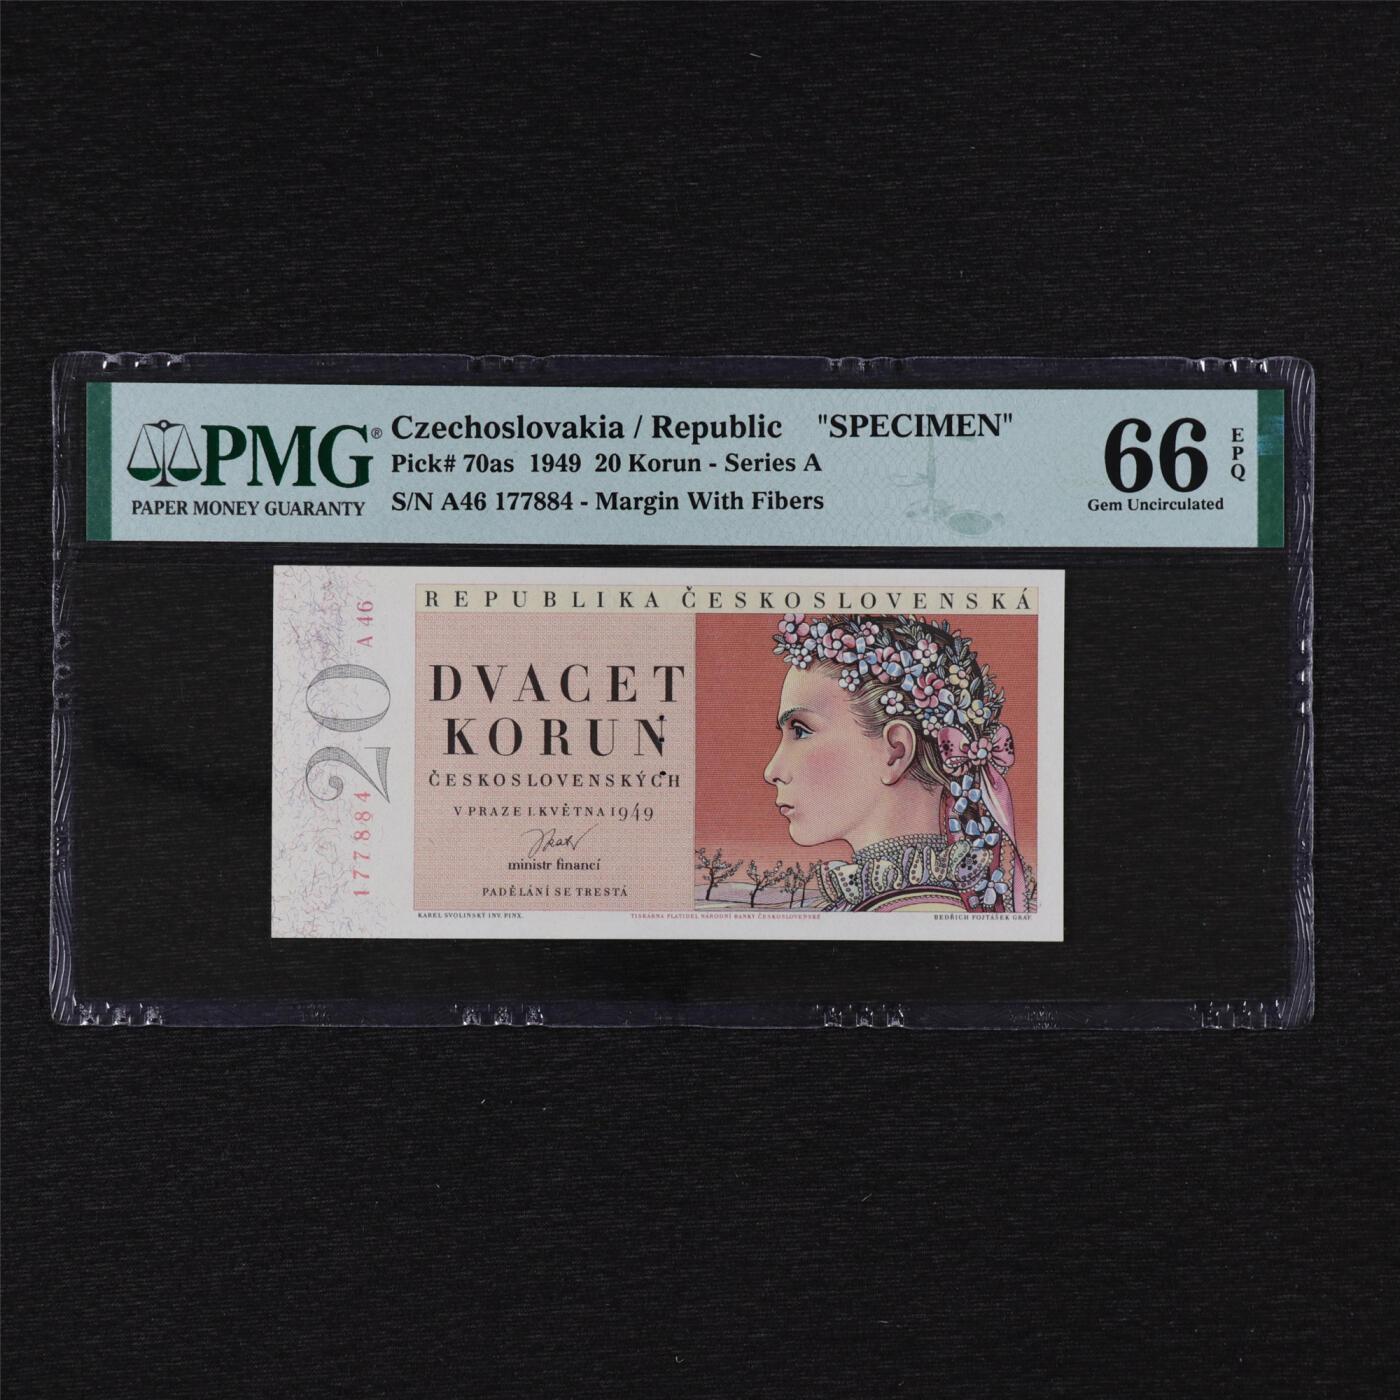 PMG®
PAPER MONEY GUARANTY
Czechoslovakia / Republic "SPECIMEN"
Pick# 70as 1949 20 Korun - Series A
S/N A46 177884 - Margin With Fibers
66
EPQ
Gem Uncirculated
A 46
20
177884
REPUBLIKA ČESKOSLOVENSKÁ
DVACET
KORUN
ČESKOSLOVENSKÝCH
V PRAZE 1. KVĚTNA 1949
ministr financí
PADĚLÁNÍ SE TRESTÁ
KAREL SVOLINSKÝ INV. PINX.
TISKÁRNA PLATIDEL NÁRODNÍ BANKY ČESKOSLOVENSKÉ
BEDŘICH FOJTÁŠEK GRAF.